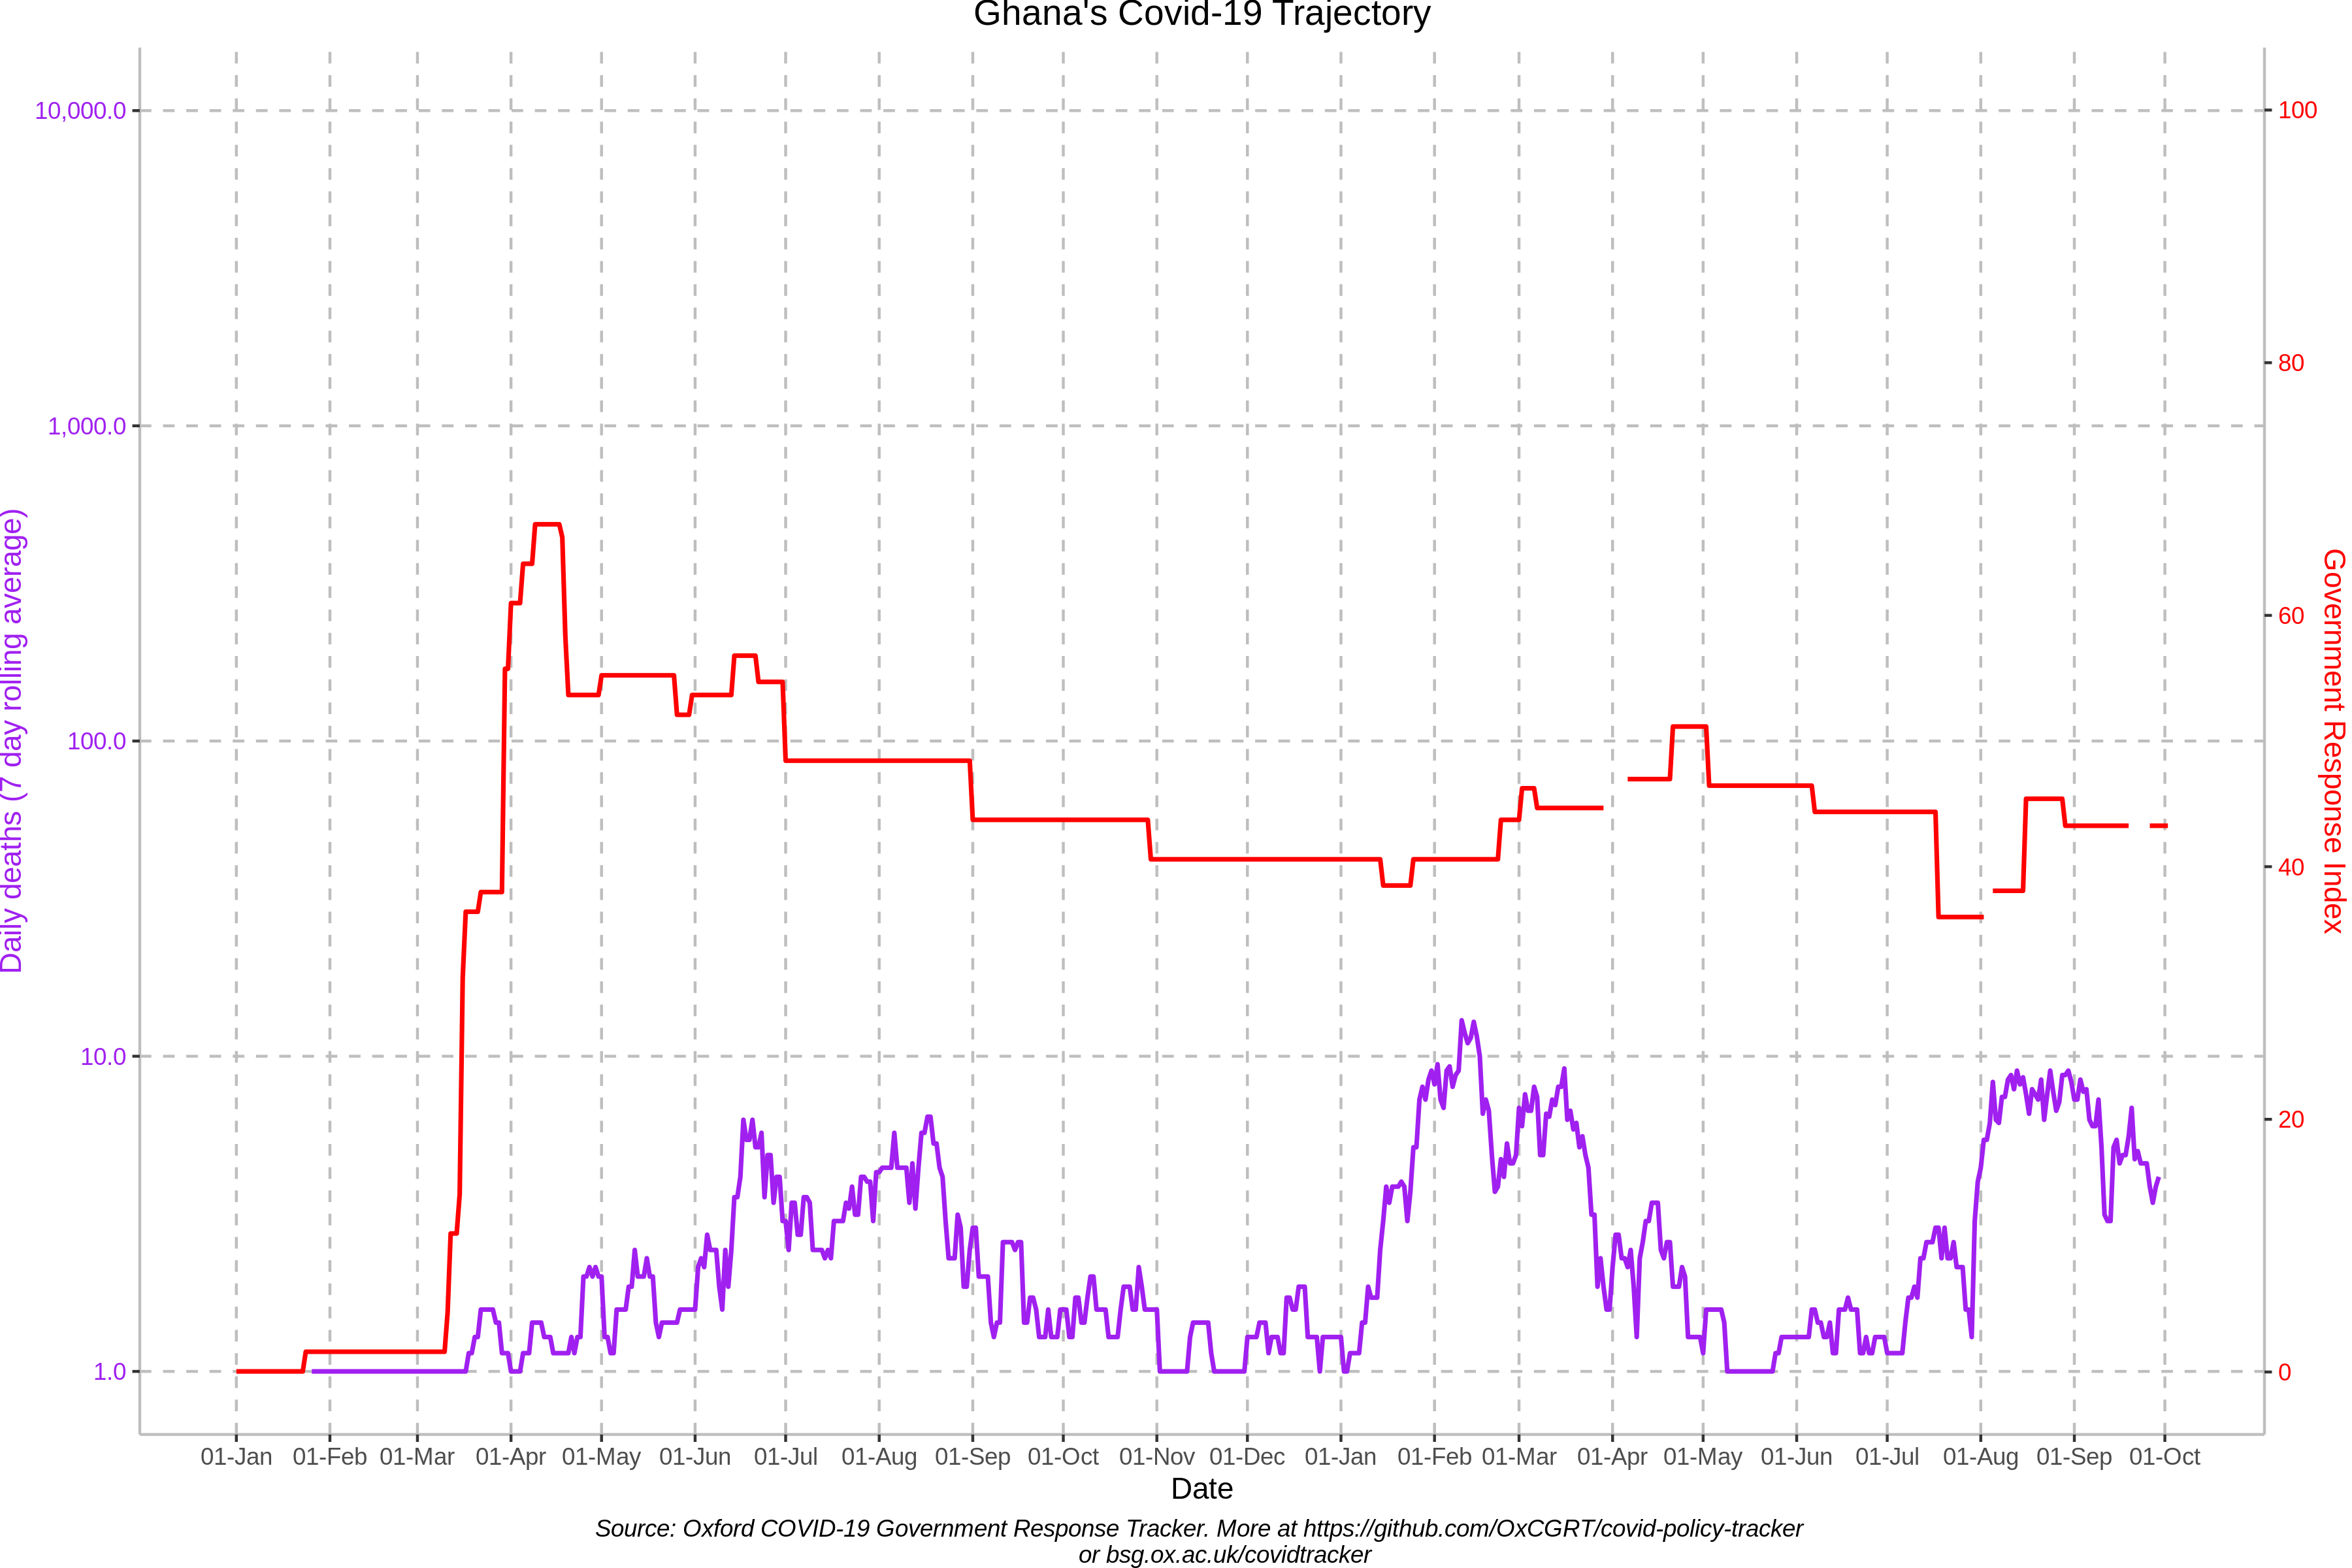 Ghana's Covid-19 Trajectory
10,000.0
1,000.0
100.0
10.0
1.0
Daily deaths (7 day rolling average)
100
80
60
40
20
0
Government Response Index
01-Jan 01-Feb 01-Mar 01-Apr 01-May 01-Jun 01-Jul 01-Aug 01-Sep 01-Oct 01-Nov 01-Dec 01-Jan 01-Feb 01-Mar 01-Apr 01-May 01-Jun 01-Jul 01-Aug 01-Sep 01-Oct
Date
Source: Oxford COVID-19 Government Response Tracker. More at https://github.com/OxCGRT/covid-policy-tracker
or bsg.ox.ac.uk/covidtracker